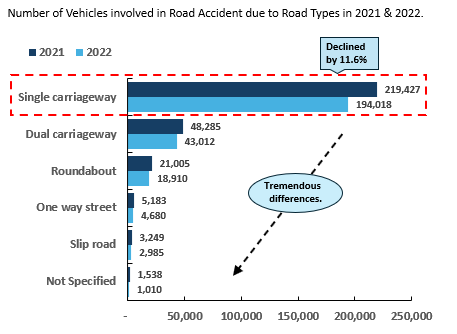 Number of Vehicles involved in Road Accident due to Road Types in 2021 & 2022.
2021 2022
Declined
by 11.6%
Single carriageway
219,427
194,018
Dual carriageway
48,285
43,012
Roundabout
21,005
18,910
Tremendous
differences.
One way street
5,183
4,680
Slip road
3,249
2,985
Not Specified
1,538
1,010
- 50,000 100,000 150,000 200,000 250,000